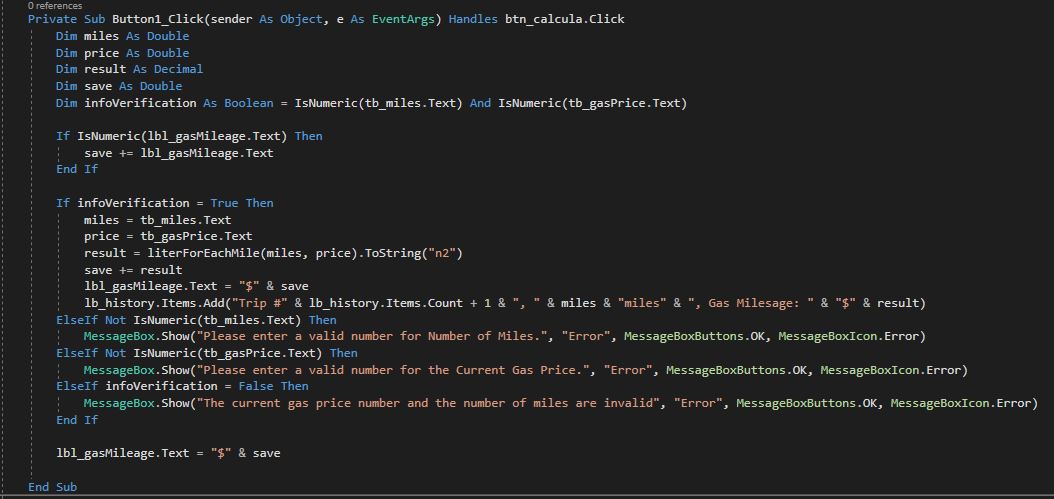 0 references
Private Sub Button1_Click(sender As Object, e As EventArgs) Handles btn_calcula.Click
Dim miles As Double
Dim price As Double
Dim result As Decimal
Dim save As Double
Dim infoVerification As Boolean = IsNumeric(tb_miles.Text) And IsNumeric(tb_gasPrice.Text)
If IsNumeric(lbl_gasMileage.Text) Then
save += lbl_gasMileage.Text
End If
If infoVerification = True Then
miles = tb_miles.Text
price = tb_gasPrice.Text
result = literForEachMile(miles, price).ToString("n2")
save += result
lbl_gasMileage.Text = "$" & save
lb_history.Items.Add("Trip #" & lb_history.Items.Count + 1 & ", " & miles & "miles" & ", Gas Milesage: " & "$" & result)
ElseIf Not IsNumeric(tb_miles.Text) Then
MessageBox.Show("Please enter a valid number for Number of Miles.", "Error", MessageBoxButtons.OK, MessageBoxIcon.Error)
ElseIf Not IsNumeric(tb_gasPrice.Text) Then
MessageBox.Show("Please enter a valid number for the Current Gas Price.", "Error", MessageBoxButtons.OK, MessageBoxIcon.Error)
ElseIf infoVerification = False Then
MessageBox.Show("The current gas price number and the number of miles are invalid", "Error", MessageBoxButtons.OK, MessageBoxIcon.Error)
End If
lbl_gasMileage.Text = "$" & save
End Sub